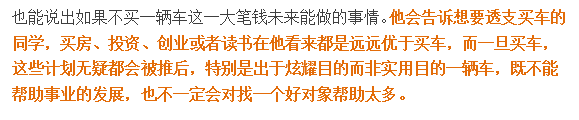 也能说出如果不买一辆车这一大笔钱未来能做的事情。他会告诉想要透支买车的
同学，买房、投资、创业或者读书在他看来都是远远优于买车，而一旦买车，
这些计划无疑都会被推后，特别是出于炫耀目的而非实用目的一辆车，既不能
帮助事业的发展，也不一定会对找一个好对象帮助太多。